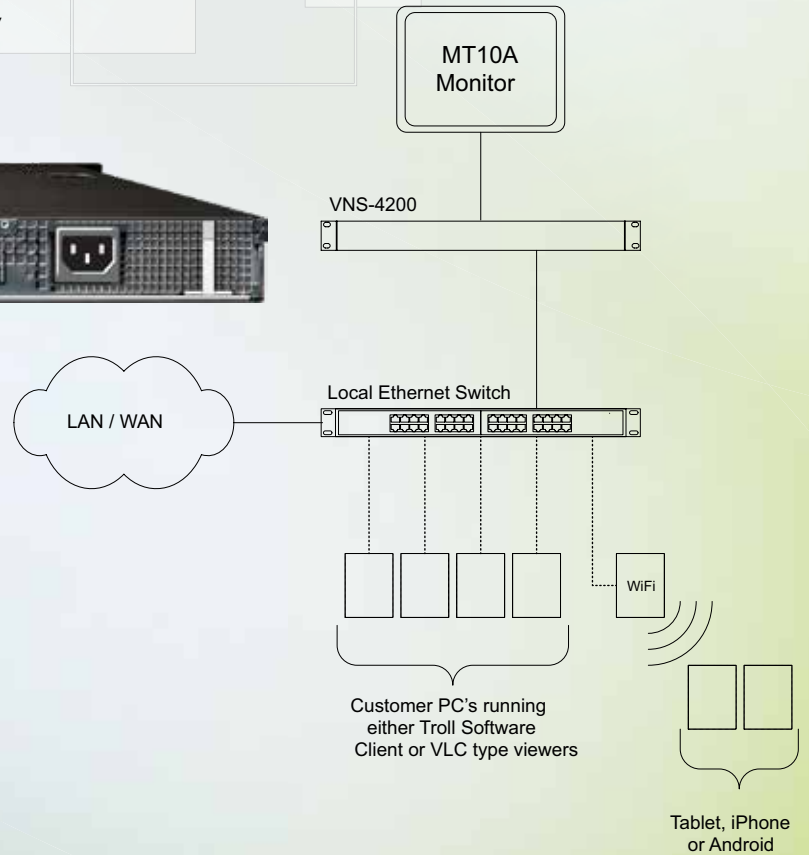 MT10A
Monitor
VNS-4200
Local Ethernet Switch
LAN / WAN
WiFi
Customer PC's running
either Troll Software
Client or VLC type viewers
Tablet, iPhone
or Android